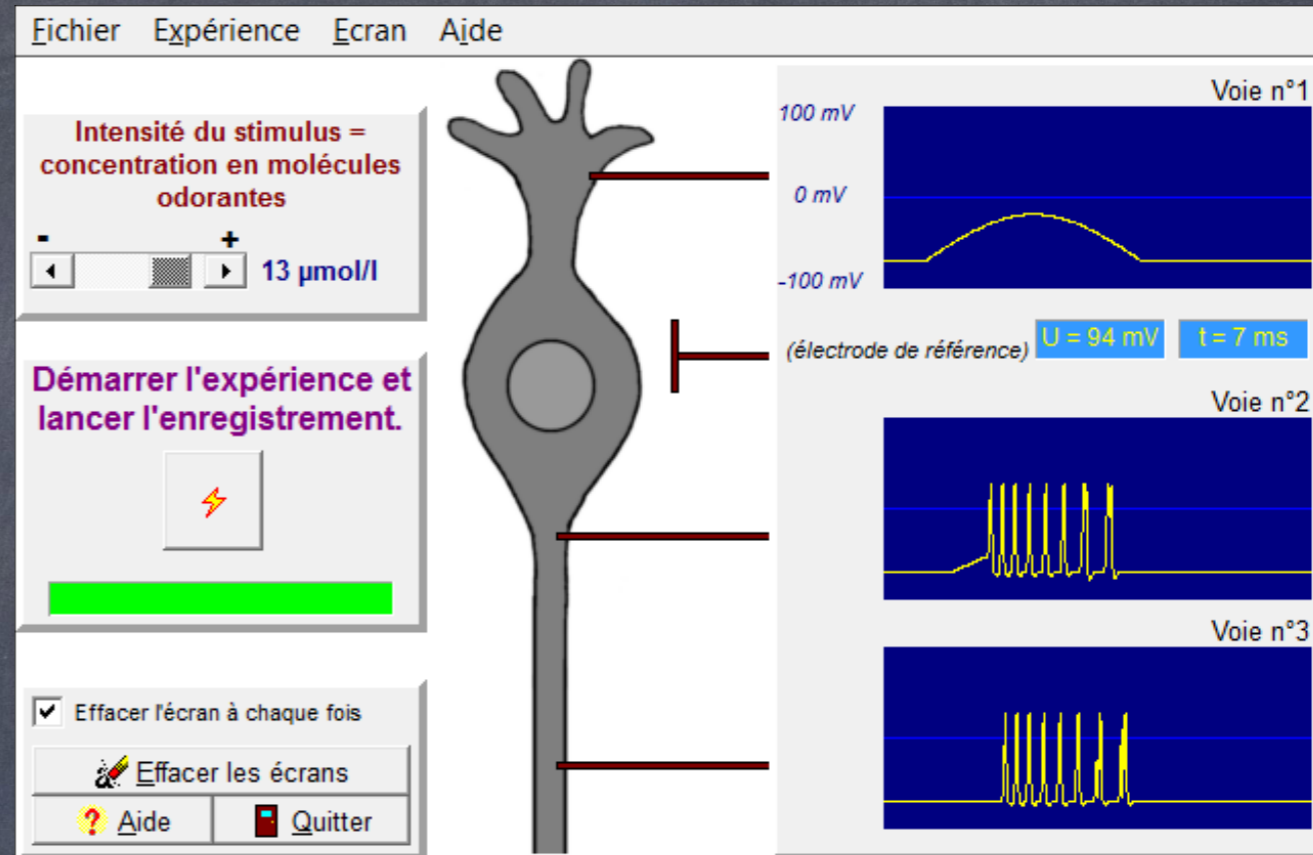 Fichier Expérience Ecran Aide
Intensité du stimulus =
concentration en molécules
odorantes
- +
13 µmol/l
Démarrer l'expérience et
lancer l'enregistrement.
Effacer l'écran à chaque fois
Effacer les écrans
? Aide Quitter
Voie n°1
100 mV
0 mV
-100 mV
(électrode de référence) U = 94 mV t = 7 ms
Voie n°2
Voie n°3